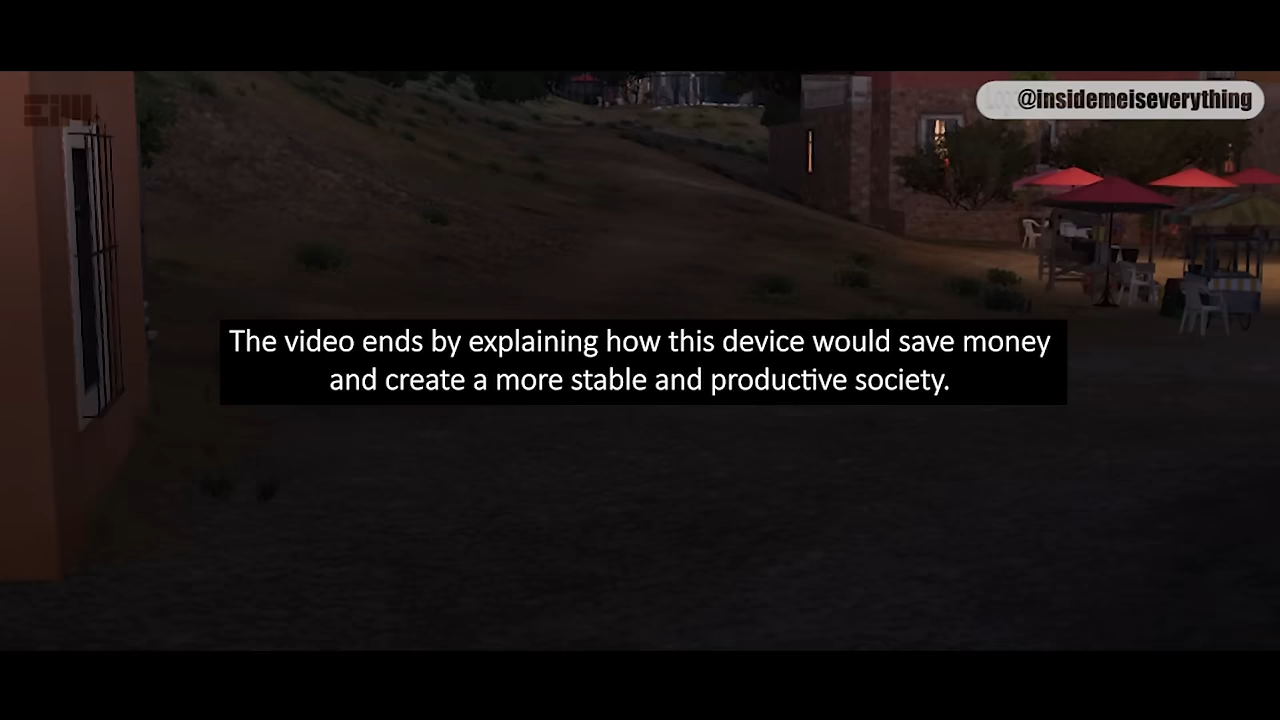 @insidemeiseverything
The video ends by explaining how this device would save money
and create a more stable and productive society.